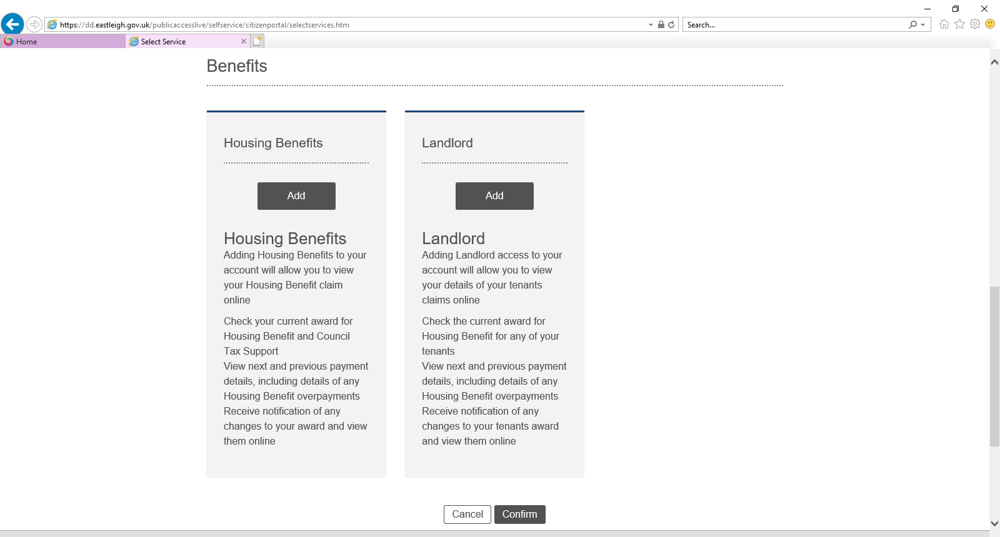 https://dd.eastleigh.gov.uk/publicaccesslive/selfservice/citizenportal/selectservices.htm
Search...
Home
Select Service
Benefits
Housing Benefits
Add
Housing Benefits
Adding Housing Benefits to your
account will allow you to view
your Housing Benefit claim
online
Check your current award for
Housing Benefit and Council
Tax Support
View next and previous payment
details, including details of any
Housing Benefit overpayments
Receive notification of any
changes to your award and view
them online
Landlord
Add
Landlord
Adding Landlord access to your
account will allow you to view
your details of your tenants
claims online
Check the current award for
Housing Benefit for any of your
tenants
View next and previous payment
details, including details of any
Housing Benefit overpayments
Receive notification of any
changes to your tenants award
and view them online
Cancel
Confirm